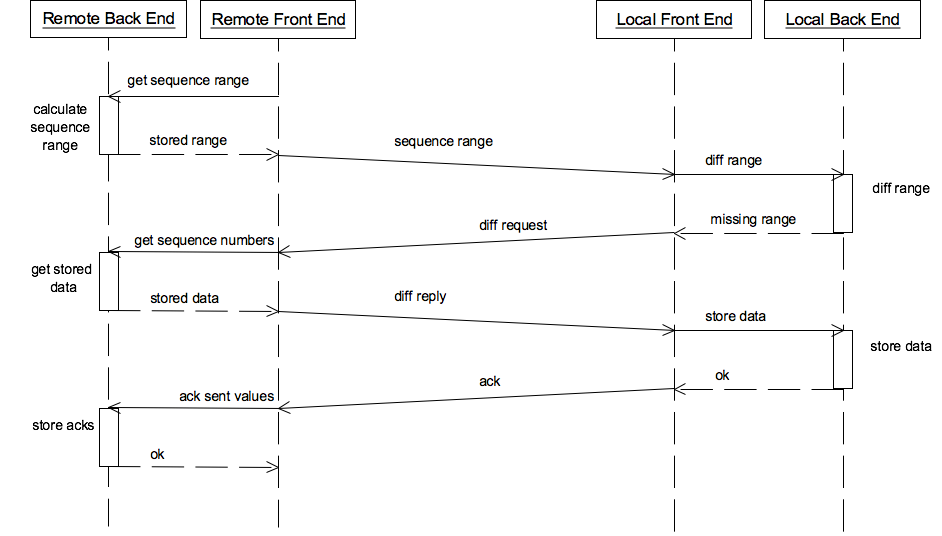 Remote Back End
Remote Front End
Local Front End
Local Back End
get sequence range
calculate
sequence
range
stored range
sequence range
diff range
diff range
missing range
diff request
get sequence numbers
get stored
data
stored data
diff reply
store data
store data
ok
ack
ack sent values
store acks
ok